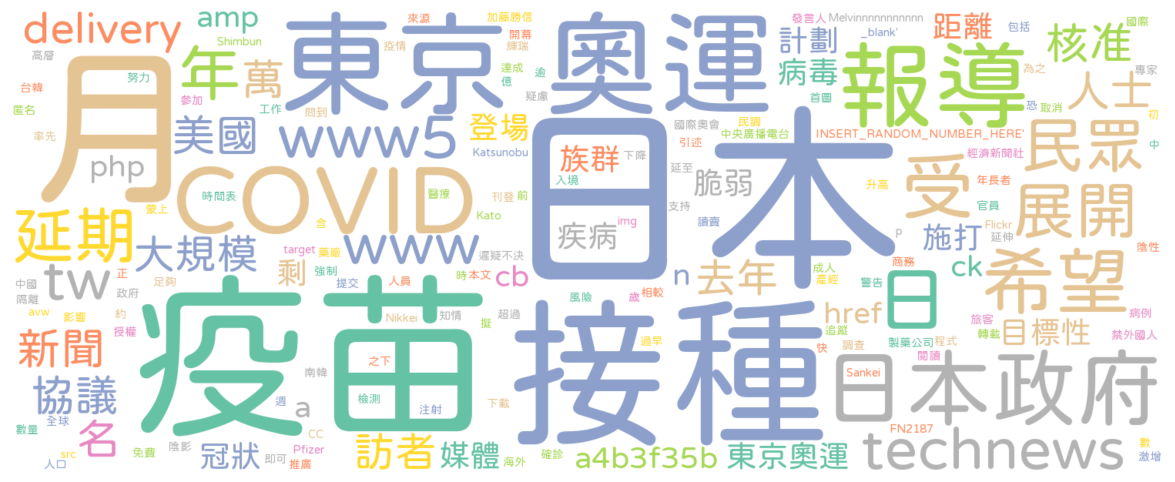 delivery
amp
Shimbun
來源
疫情
加藤勝信
開幕
輝瑞
東京
奧運
達成
億
逾
疑慮
發言人
Melvinnnnnnnnnnn
_blank'
計劃
病毒
首圖
距離
包括
國際
核准
為之
專家
高層
台韓
匿名
率先
月
努力
年
萬
參加
工作
問到
報導
恐
取消
人士
初
中
美國
www5
登場
Katsunobu
國際奧會
民調
中央廣播電台
引述
INSERT_RANDOM_NUMBER_HERE'
經濟新聞社
民眾
陰性
php
COVID
時間表
醫療
刊登
前
日本
族群
下降
入境
延至
脆弱
支持
讀賣
升高
受
年長者
官員
Flickr
延伸
展開
蒙上
延期
大規模
www
含
target
藥廠
遲疑不決
疾病
img
p
施打
希望
tw
中國
隔離
正
政府
足夠
剩
強制
提交
人員
時
本文
cb
n
去年
成人
產經
商務
警告
ck
avw
影響
約
授權
疫苗
Nikkei
知情
擬
超過
風險
歲
相較
過早
接種
href
追蹤
快
調查
日
製藥公司
程式
閱讀
旅客
轉載
目標性
病例
禁外國人
新聞
南韓
之下
檢測
注射
下載
Sankei
日本政府
協議
名
全球
數量
週
a
src
人口
免費
陰影
冠狀
即可
CC
Pfizer
推廣
訪者
媒體
海外
確診
a4b3f35b
東京奧運
FN2187
technews
數
激增